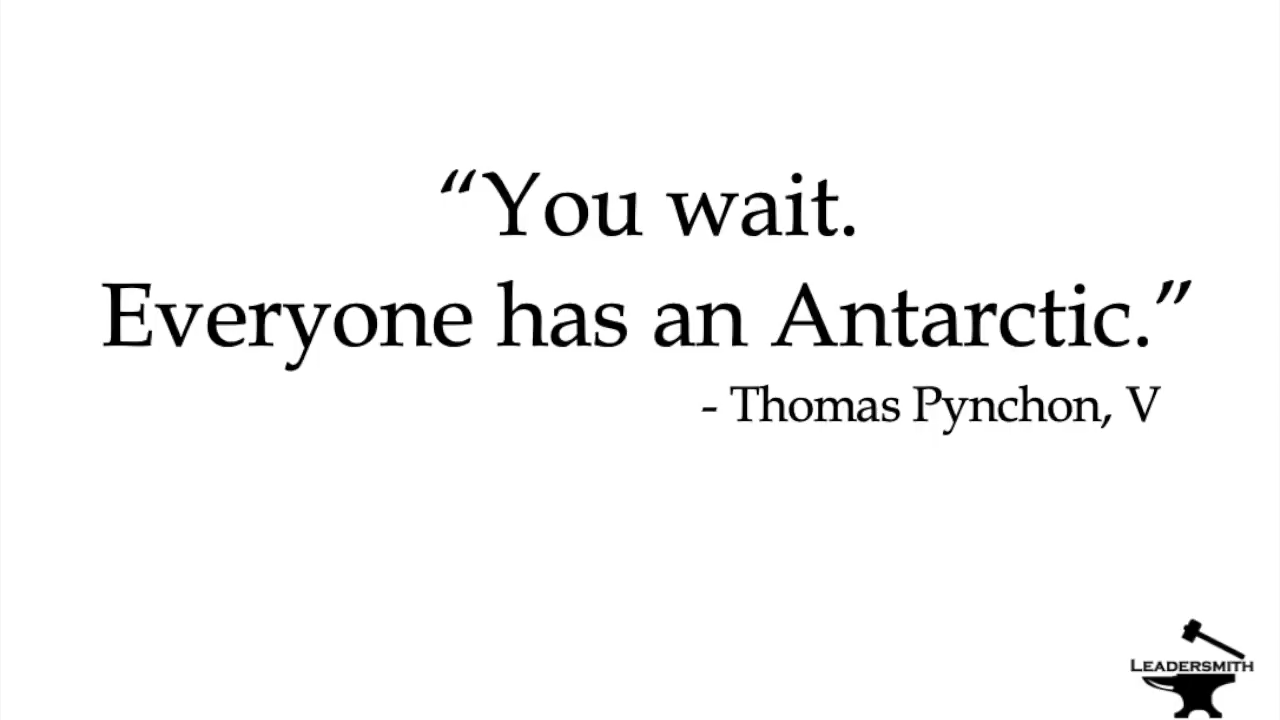 “You wait.
Everyone has an Antarctic.”
- Thomas Pynchon, V
LEADERSMITH